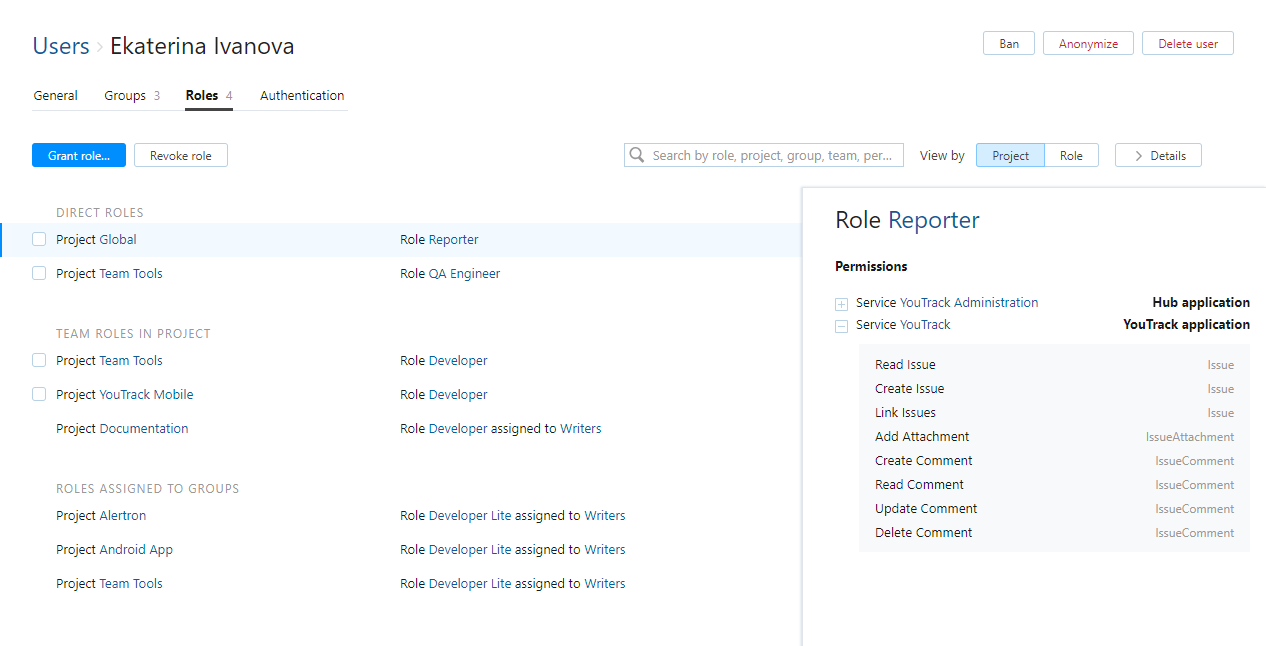 Users › Ekaterina Ivanova
Ban
Anonymize
Delete user
General
Groups 3
Roles 4
Authentication
Grant role...
Revoke role
Search by role, project, group, team, per...
View by
Project
Role
Details
DIRECT ROLES
Project Global
Role Reporter
Project Team Tools
Role QA Engineer
TEAM ROLES IN PROJECT
Project Team Tools
Role Developer
Project YouTrack Mobile
Role Developer
Project Documentation
Role Developer assigned to Writers
ROLES ASSIGNED TO GROUPS
Project Alertron
Role Developer Lite assigned to Writers
Project Android App
Role Developer Lite assigned to Writers
Project Team Tools
Role Developer Lite assigned to Writers
Role Reporter
Permissions
Service YouTrack Administration
Hub application
Service YouTrack
YouTrack application
Read Issue
Issue
Create Issue
Issue
Link Issues
Issue
Add Attachment
IssueAttachment
Create Comment
IssueComment
Read Comment
IssueComment
Update Comment
IssueComment
Delete Comment
IssueComment